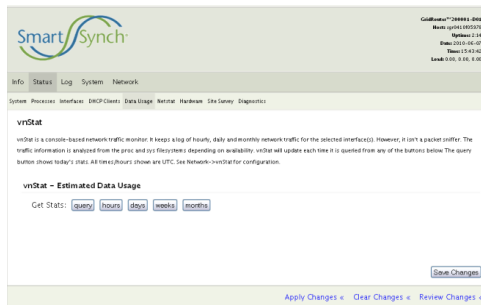 Smart Synch
GridRouter™ 200001-D01
Uptime: 2:14
Date: 2010-06-07
Time: 15:43:42
Load: 0.00, 0.00, 0.00
Info Status Log System Network
System Processes Interfaces DHCP Clients Data Usage Netstat Hardware Site Survey Diagnostics
vnStat
vnStat is a console-based network traffic monitor. It keeps a log of hourly, daily and monthly network traffic for the selected interface(s). However, it isn't a packet sniffer. The
traffic information is analyzed from the proc and sys filesystems depending on availability. vnStat will update each time it is queried from any of the buttons below. The query
button shows today's stats. All times/hours shown are UTC. See Network->vnStat for configuration.
vnStat – Estimated Data Usage
Get Stats: query hours days weeks months
Save Changes
Apply Changes « Clear Changes « Review Changes «